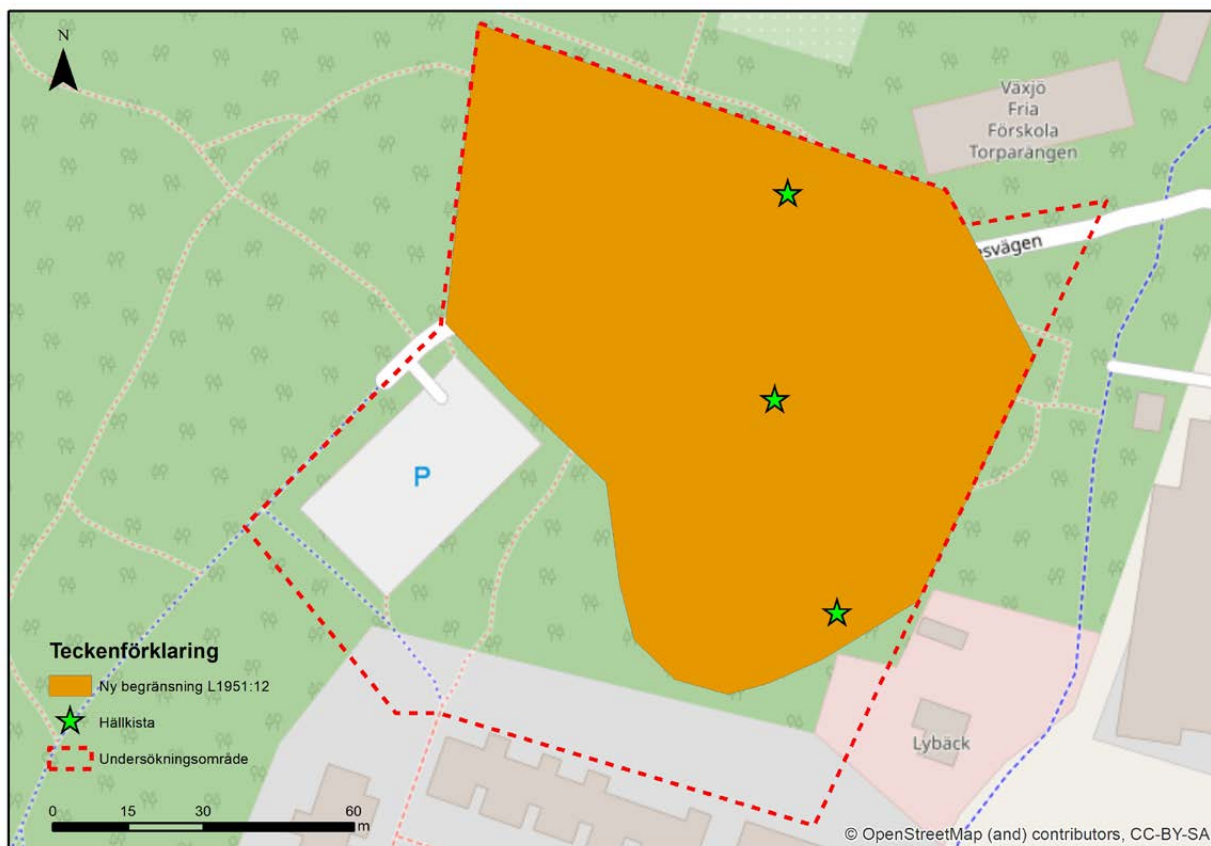 N
Växjö
Fria
Förskola
Torparängen
esvägen
P
Lybäck
Teckenförklaring
Ny begränsning L1951:12
Hällkista
Undersökningsområde
0 15 30 60
m
© OpenStreetMap (and) contributors, CC-BY-SA